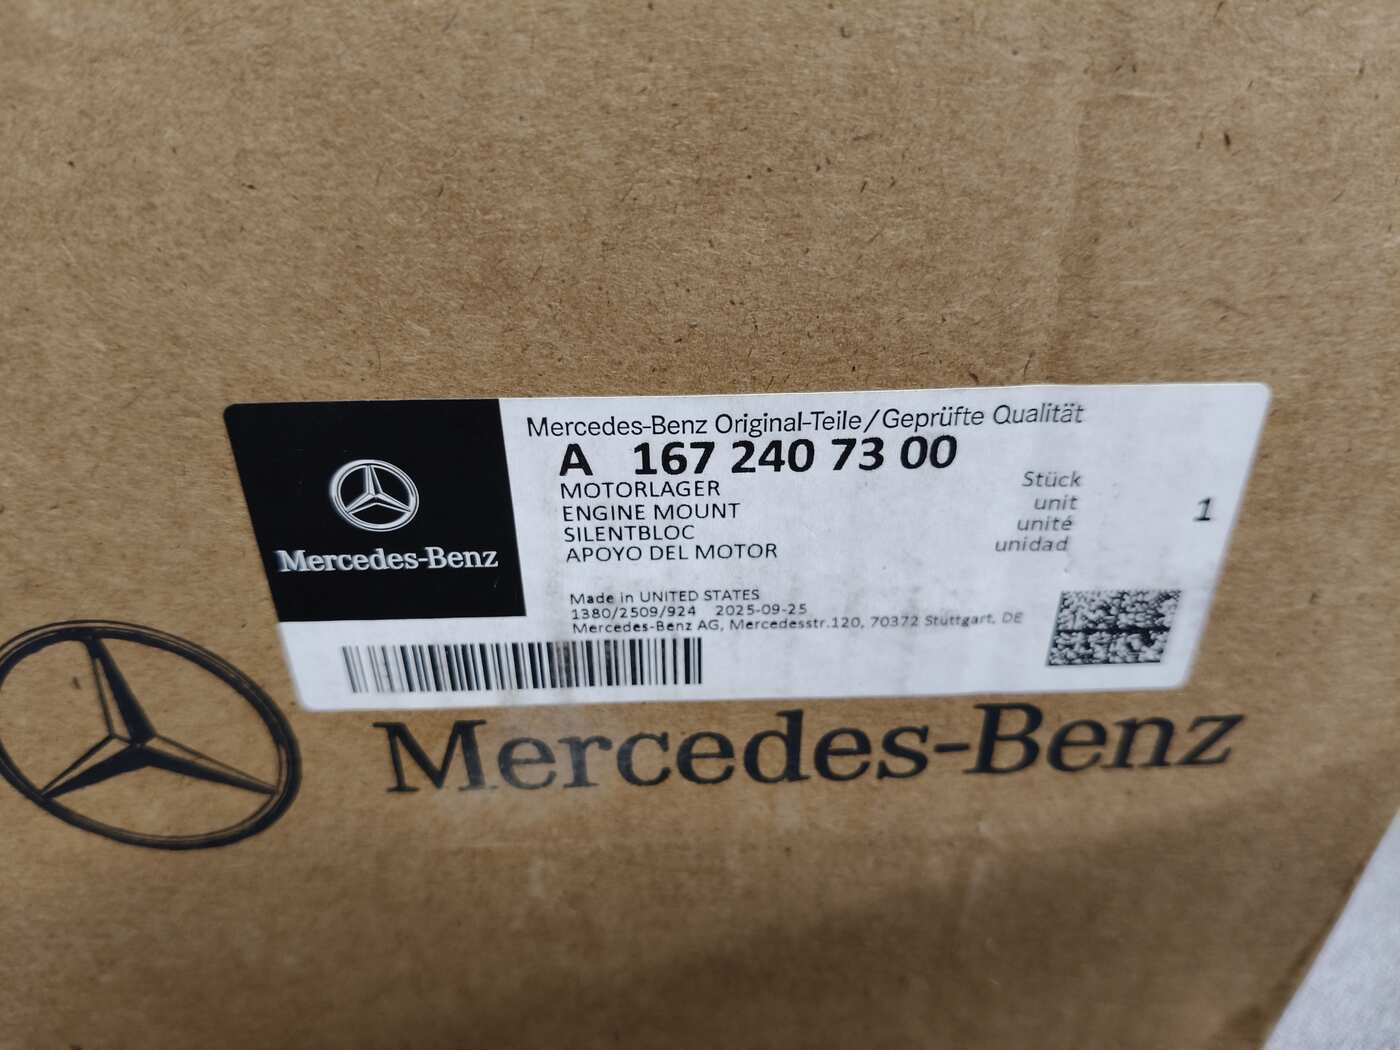 Mercedes-Benz
Mercedes-Benz Original-Teile/Geprüfte Qualität
A 167 240 73 00
MOTORLAGER
ENGINE MOUNT
SILENTBLOC
APOYO DEL MOTOR
Stück
unit
unité
unidad
1
Made in UNITED STATES
1380/2509/924 2025-09-25
Mercedes-Benz AG, Mercedesstr.120, 70372 Stuttgart, DE
Mercedes-Benz